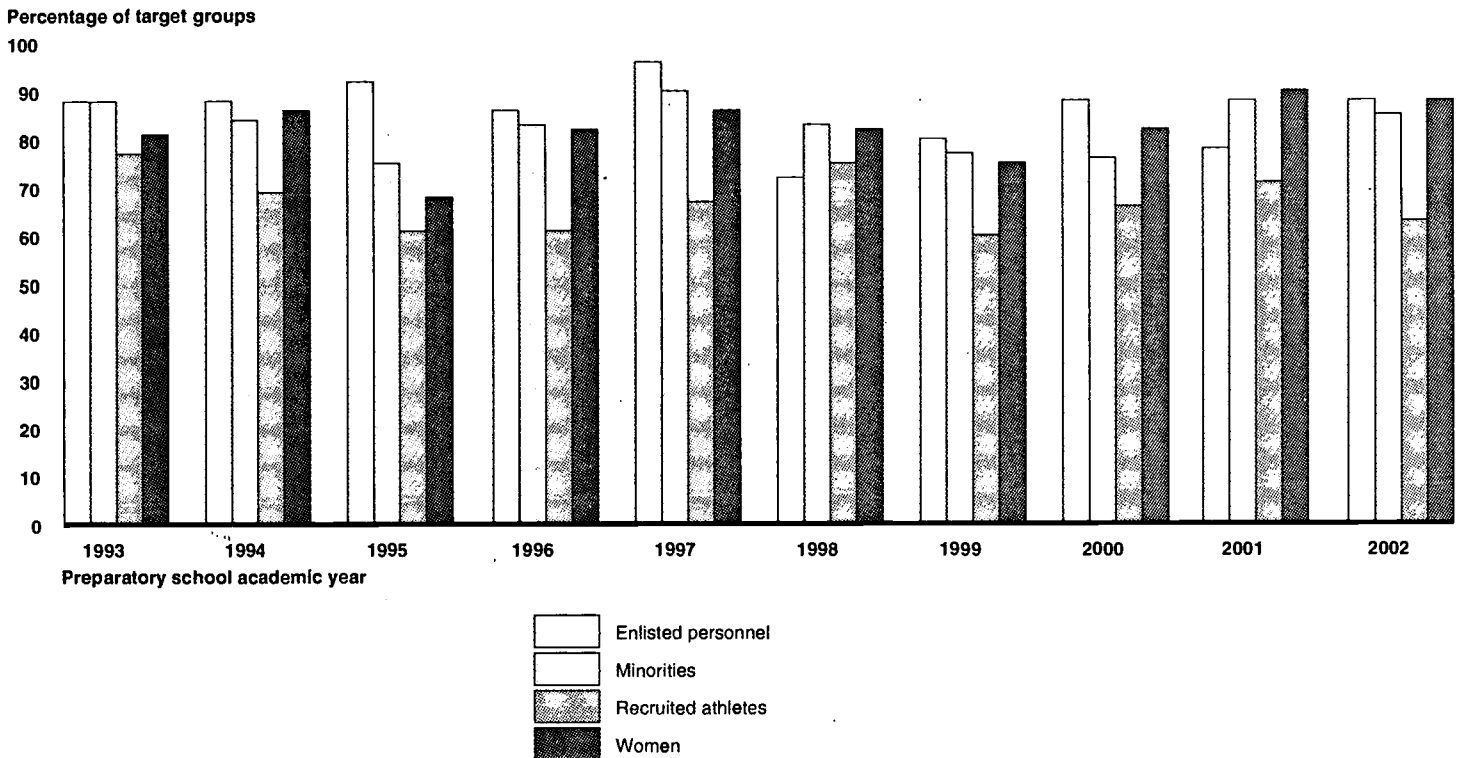 Percentage of target groups
100
90
80
70
60
50
40
30
20
10
0
1993 1994 1995 1996 1997 1998 1999 2000 2001 2002
Preparatory school academic year
Enlisted personnel
Minorities
Recruited athletes
Women